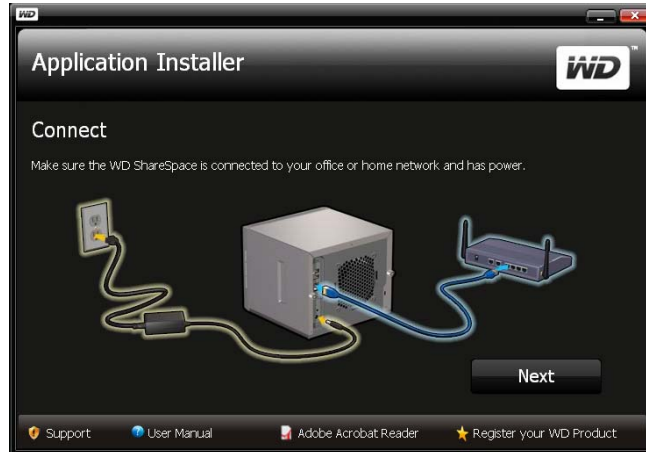 WD
Application Installer
WD™
Connect
Make sure the WD ShareSpace is connected to your office or home network and has power.
Next
Support User Manual Adobe Acrobat Reader Register your WD Product